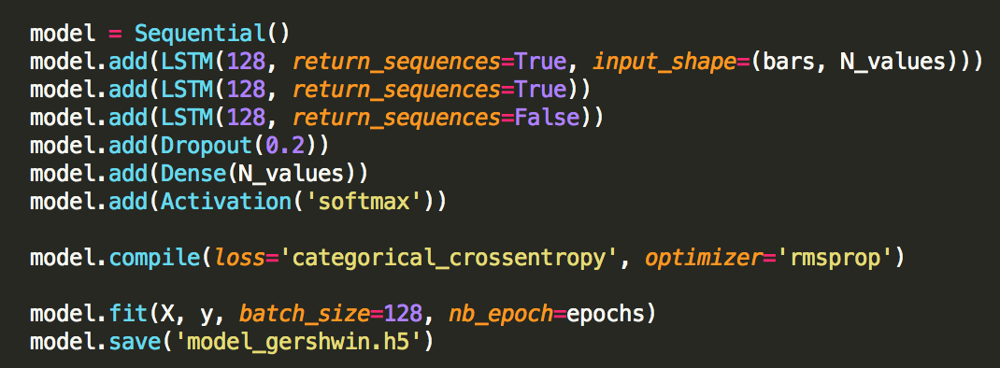 model = Sequential()
model.add(LSTM(128, return_sequences=True, input_shape=(bars, N_values)))
model.add(LSTM(128, return_sequences=True))
model.add(LSTM(128, return_sequences=False))
model.add(Dropout(0.2))
model.add(Dense(N_values))
model.add(Activation('softmax'))
model.compile(loss='categorical_crossentropy', optimizer='rmsprop')
model.fit(X, y, batch_size=128, nb_epoch=epochs)
model.save('model_gershwin.h5')